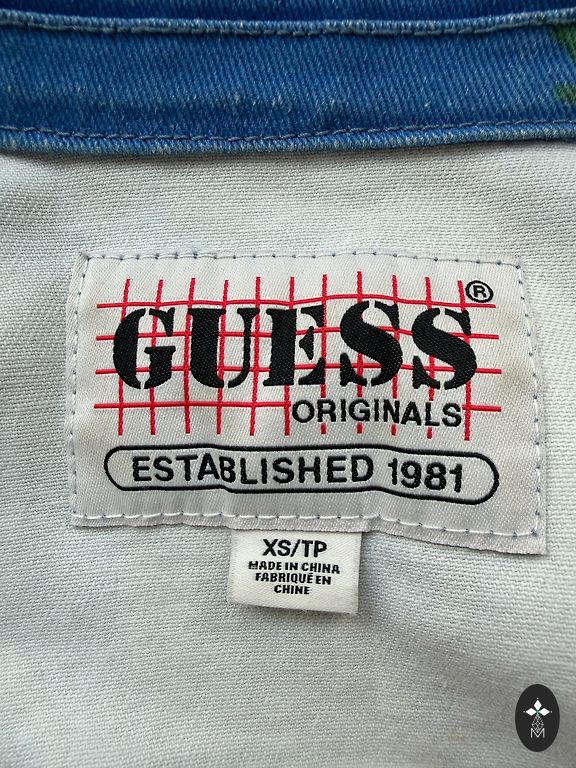 GUESS®
ORIGINALS
ESTABLISHED 1981
XS/TP
MADE IN CHINA
FABRIQUÉ EN
CHINE
M